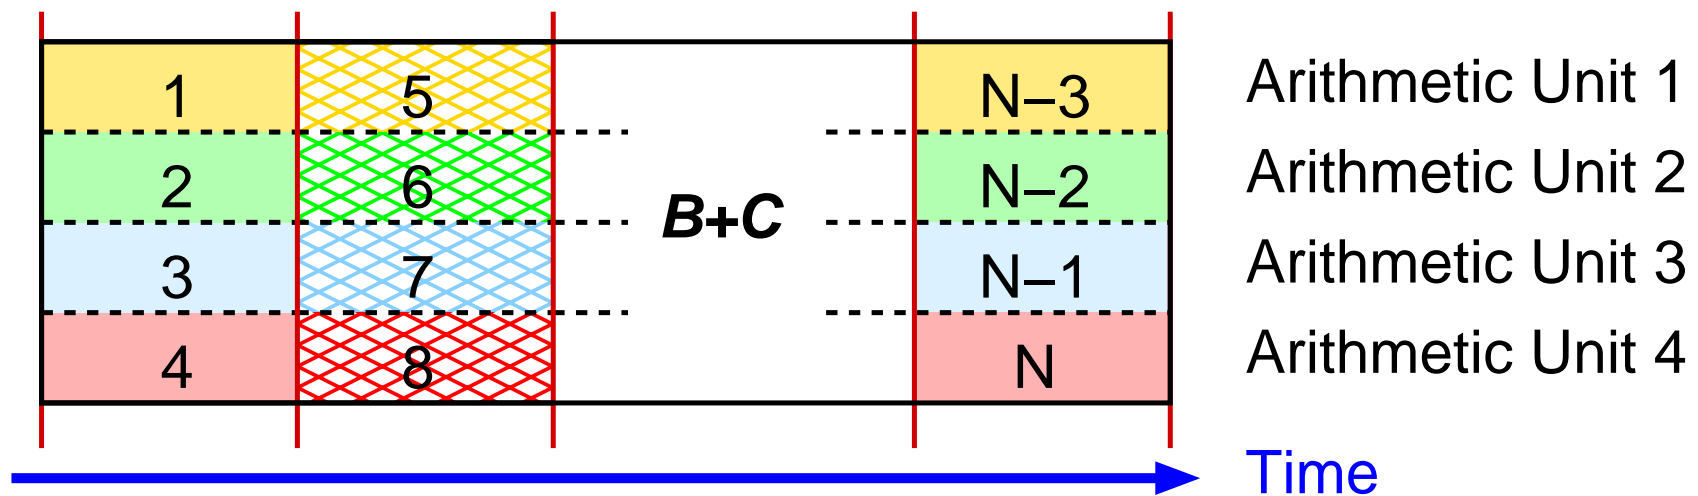 1 5 N–3 Arithmetic Unit 1
2 6 N–2 Arithmetic Unit 2
B+C
3 7 N–1 Arithmetic Unit 3
4 8 N Arithmetic Unit 4
Time